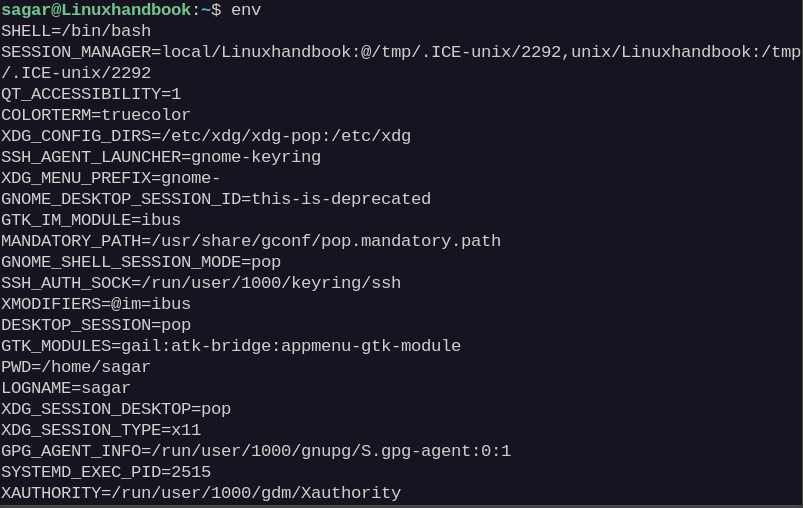 sagar@Linuxhandbook:~$ env
SHELL=/bin/bash
SESSION_MANAGER=local/Linuxhandbook:@/tmp/.ICE-unix/2292,unix/Linuxhandbook:/tmp
/.ICE-unix/2292
QT_ACCESSIBILITY=1
COLORTERM=truecolor
XDG_CONFIG_DIRS=/etc/xdg/xdg-pop:/etc/xdg
SSH_AGENT_LAUNCHER=gnome-keyring
XDG_MENU_PREFIX=gnome-
GNOME_DESKTOP_SESSION_ID=this-is-deprecated
GTK_IM_MODULE=ibus
MANDATORY_PATH=/usr/share/gconf/pop.mandatory.path
GNOME_SHELL_SESSION_MODE=pop
SSH_AUTH_SOCK=/run/user/1000/keyring/ssh
XMODIFIERS=@im=ibus
DESKTOP_SESSION=pop
GTK_MODULES=gail:atk-bridge:appmenu-gtk-module
PWD=/home/sagar
LOGNAME=sagar
XDG_SESSION_DESKTOP=pop
XDG_SESSION_TYPE=x11
GPG_AGENT_INFO=/run/user/1000/gnupg/S.gpg-agent:0:1
SYSTEMD_EXEC_PID=2515
XAUTHORITY=/run/user/1000/gdm/Xauthority